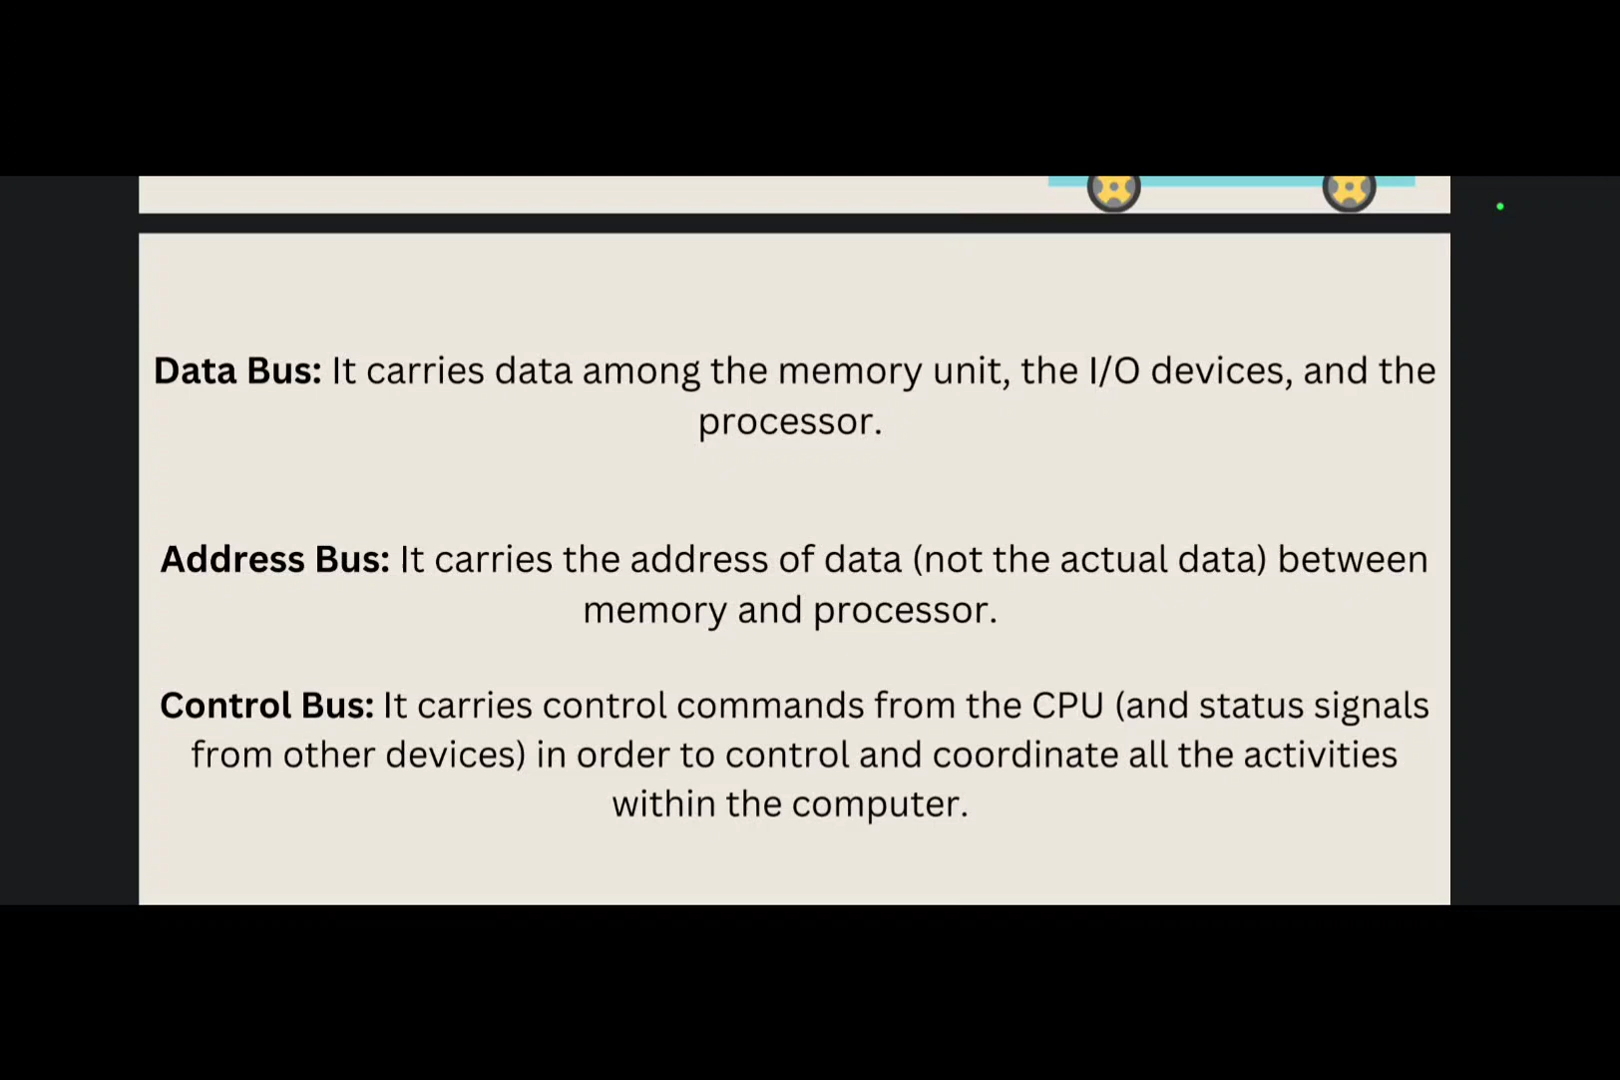 Data Bus: It carries data among the memory unit, the I/O devices, and the
processor.
Address Bus: It carries the address of data (not the actual data) between
memory and processor.
Control Bus: It carries control commands from the CPU (and status signals
from other devices) in order to control and coordinate all the activities
within the computer.